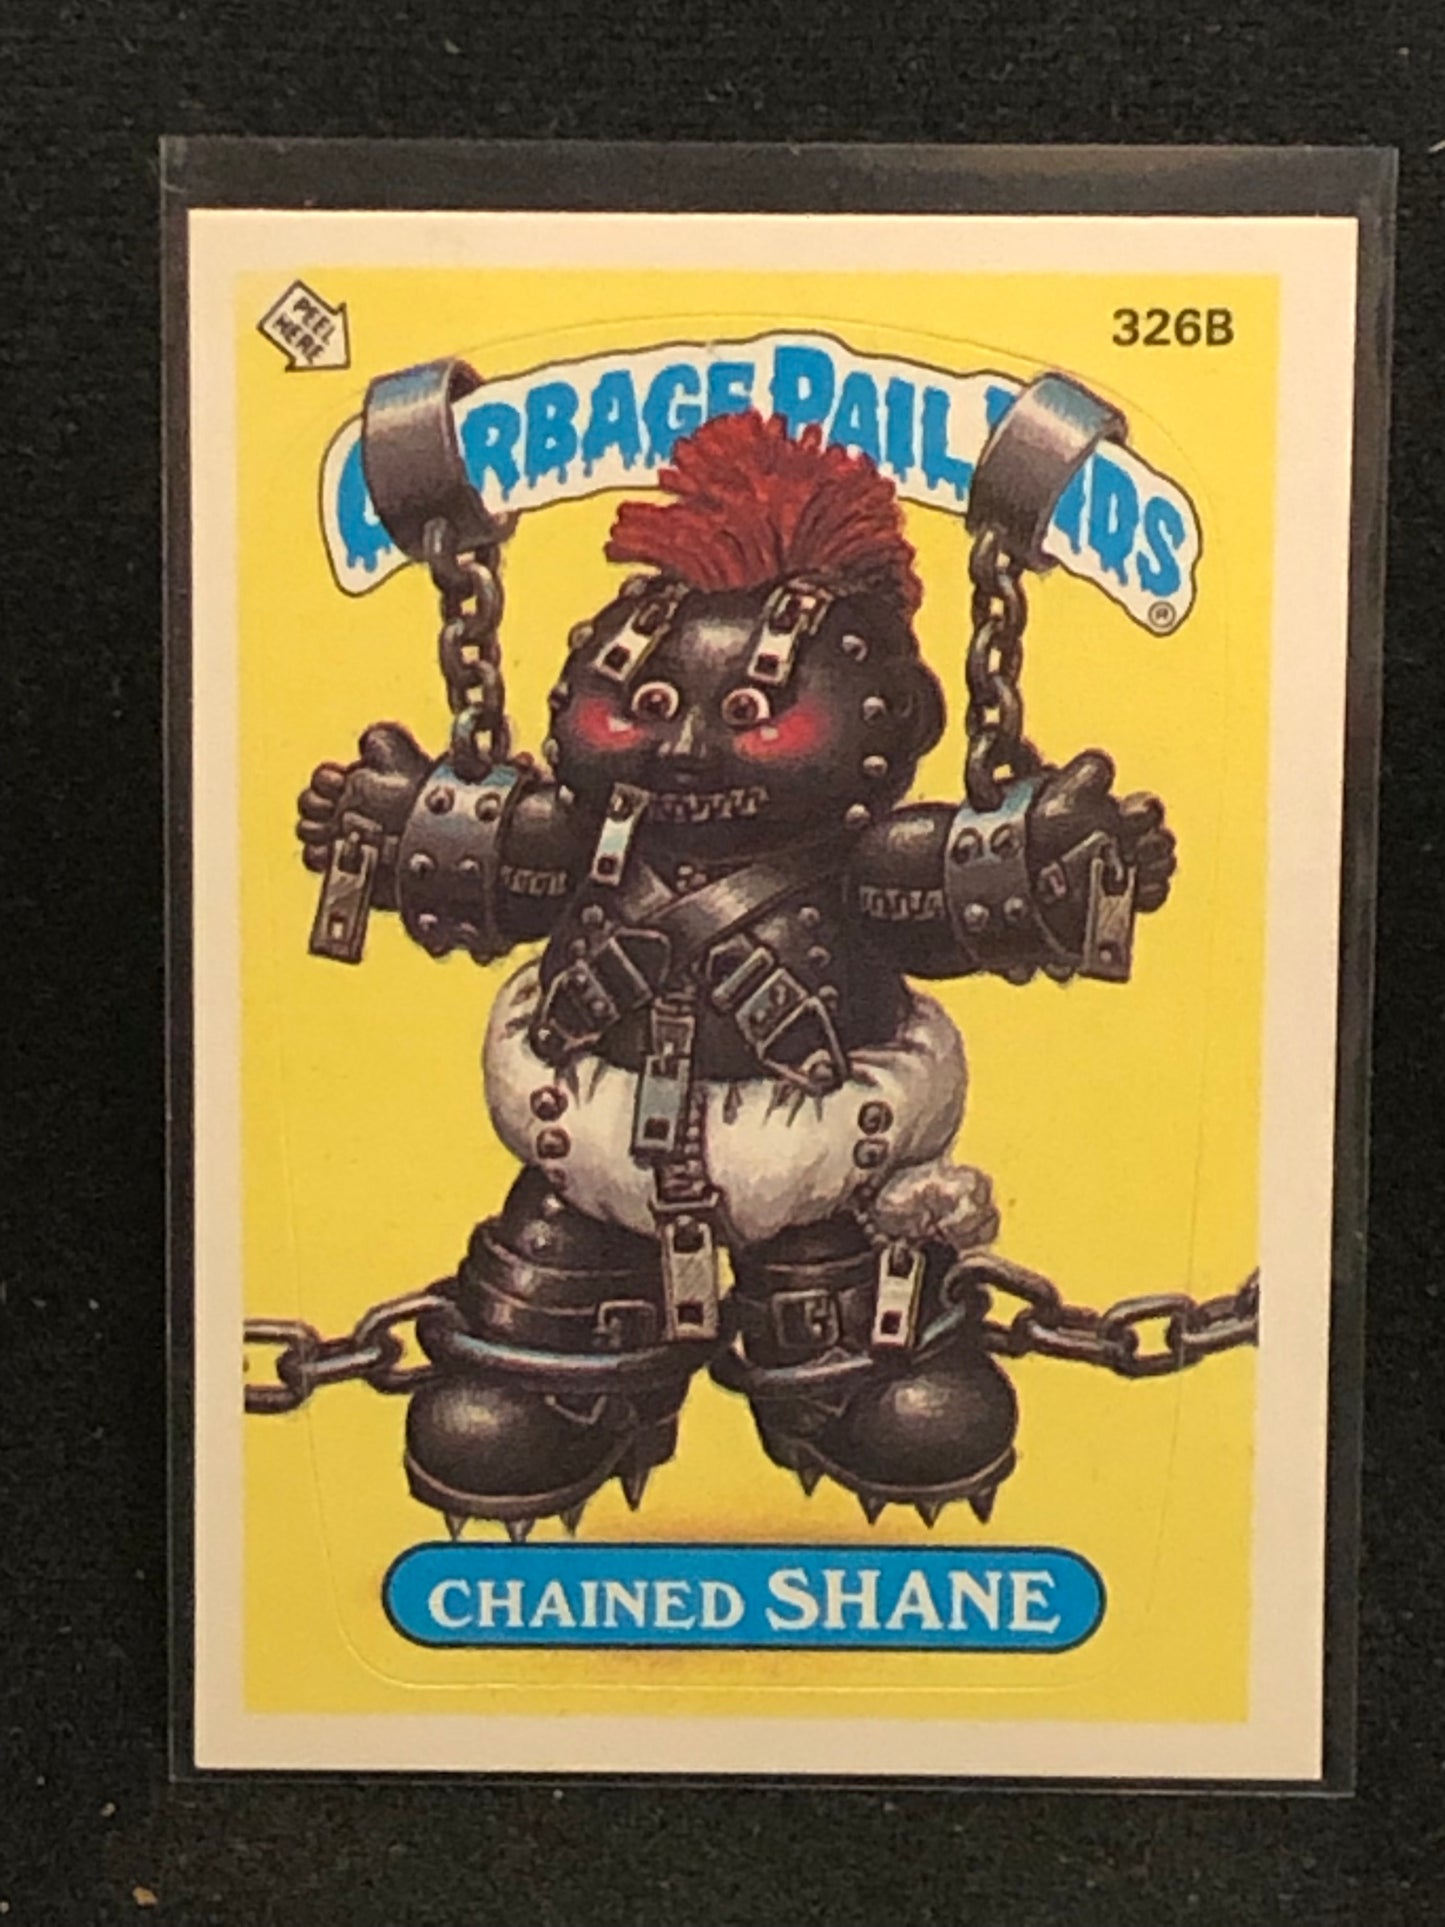 PEEL
HERE
326B
GARBAGE PAIL KIDS
®
CHAINED SHANE